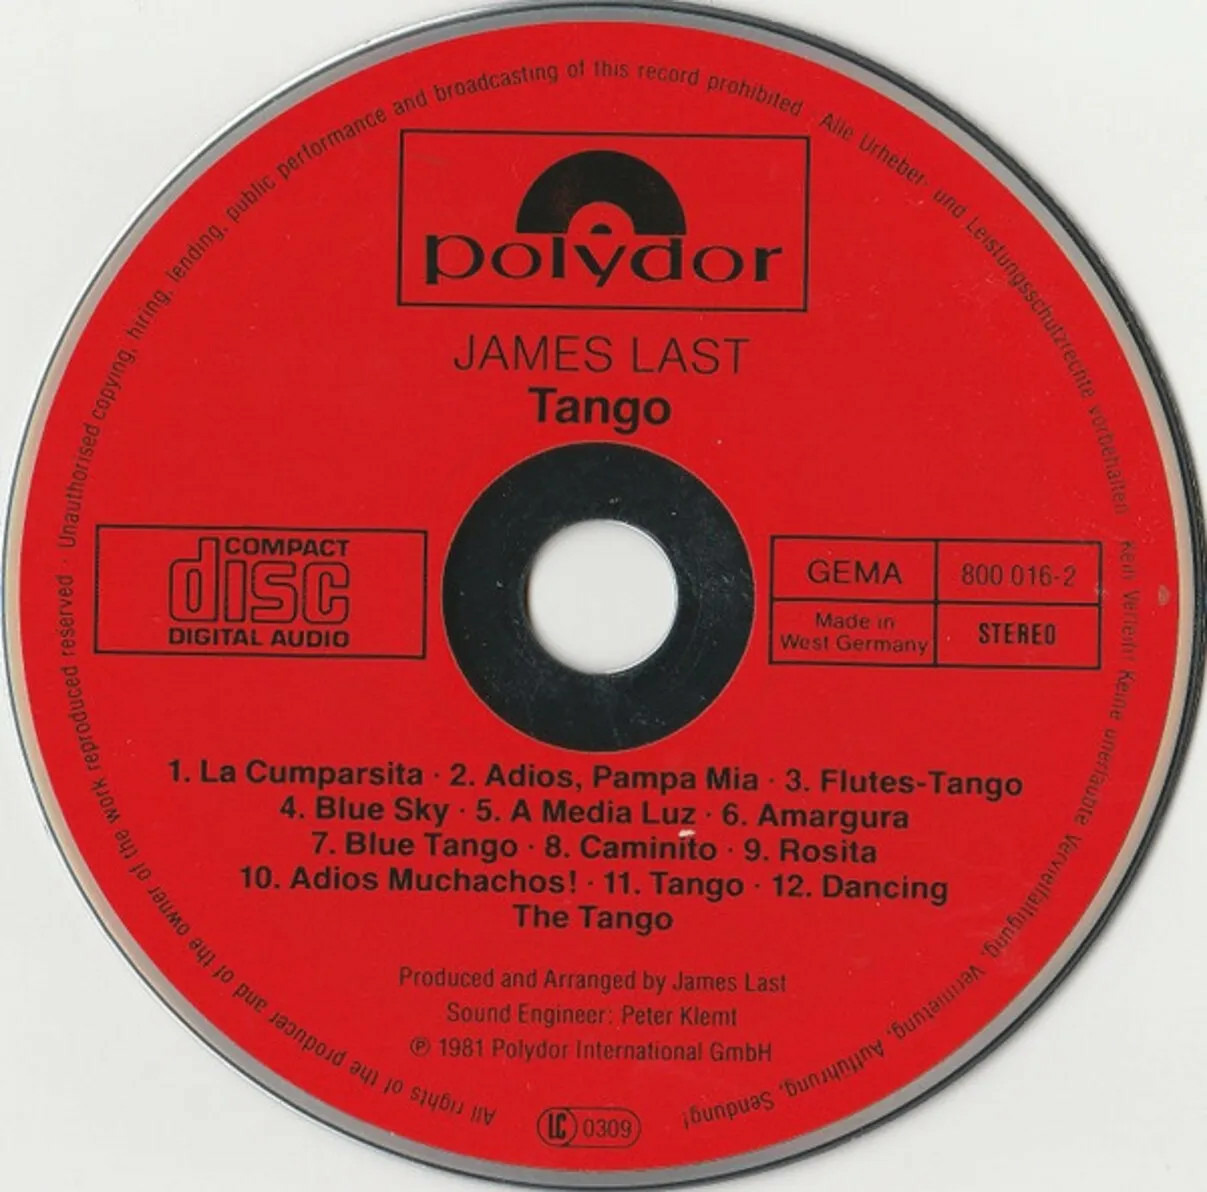 polydor
JAMES LAST
Tango
COMPACT
disc
DIGITAL AUDIO
GEMA
800 016-2
Made in
West Germany
STEREO
1. La Cumparsita · 2. Adios, Pampa Mia · 3. Flutes-Tango
4. Blue Sky · 5. A Media Luz · 6. Amargura
7. Blue Tango · 8. Caminito · 9. Rosita
10. Adios Muchachos! · 11. Tango · 12. Dancing
The Tango
Produced and Arranged by James Last
Sound Engineer: Peter Klemt
℗ 1981 Polydor International GmbH
LC 0309
All rights of the producer and of the owner of the work reproduced reserved · Unauthorised copying, hiring, lending, public performance and broadcasting of this record prohibited · Alle Urheber- und Leistungsschutzrechte vorbehalten Kein Verleih! Keine unerlaubte Vervielfältigung, Vermietung, Aufführung, Sendung!